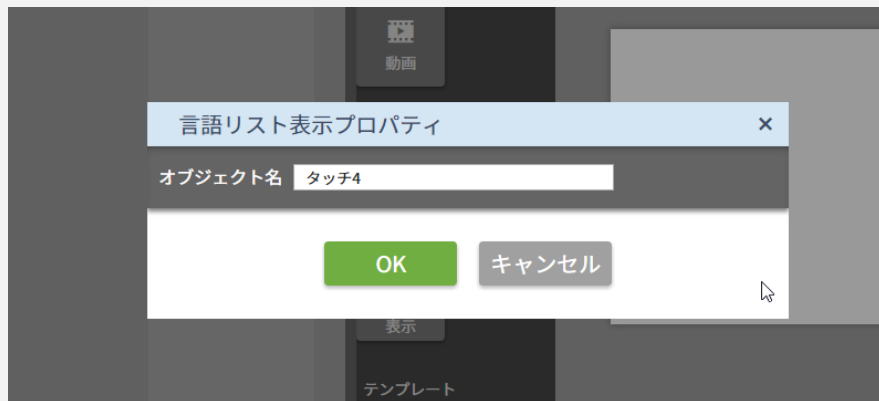 動画
言語リスト表示プロパティ ×
オブジェクト名 タッチ4
OK キャンセル
表示
テンプレート